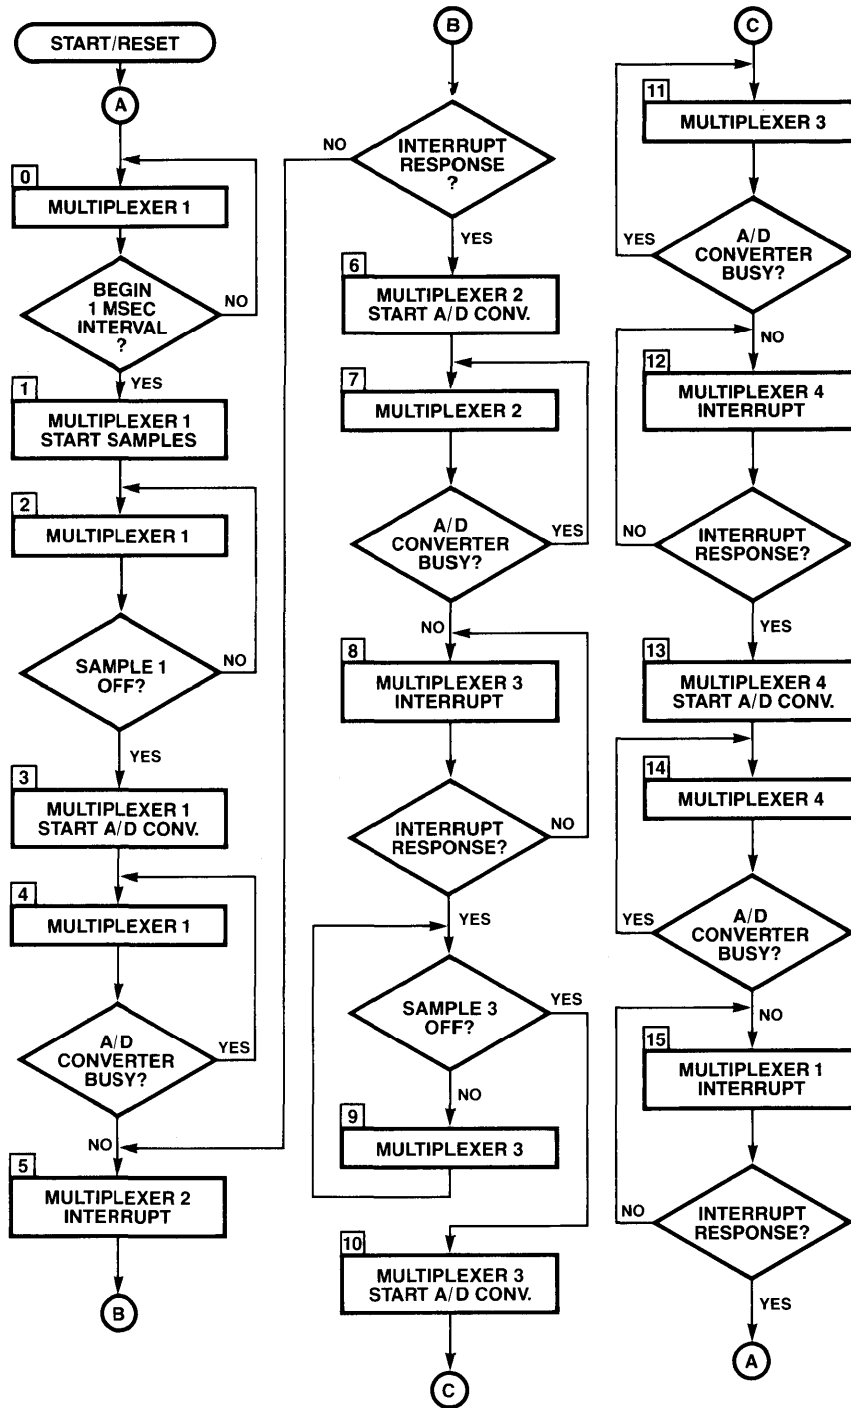 START/RESET
A
0
MULTIPLEXER 1
BEGIN
1 MSEC
INTERVAL
?
NO
YES
1
MULTIPLEXER 1
START SAMPLES
2
MULTIPLEXER 1
SAMPLE 1
OFF?
NO
YES
3
MULTIPLEXER 1
START A/D CONV.
4
MULTIPLEXER 1
A/D
CONVERTER
BUSY?
YES
NO
5
MULTIPLEXER 2
INTERRUPT
B
B
INTERRUPT
RESPONSE
?
NO
YES
6
MULTIPLEXER 2
START A/D CONV.
7
MULTIPLEXER 2
A/D
CONVERTER
BUSY?
YES
NO
8
MULTIPLEXER 3
INTERRUPT
INTERRUPT
RESPONSE?
NO
YES
SAMPLE 3
OFF?
YES
NO
9
MULTIPLEXER 3
10
MULTIPLEXER 3
START A/D CONV.
C
C
11
MULTIPLEXER 3
A/D
CONVERTER
BUSY?
YES
NO
12
MULTIPLEXER 4
INTERRUPT
INTERRUPT
RESPONSE?
NO
YES
13
MULTIPLEXER 4
START A/D CONV.
14
MULTIPLEXER 4
A/D
CONVERTER
BUSY?
YES
NO
15
MULTIPLEXER 1
INTERRUPT
INTERRUPT
RESPONSE?
NO
YES
A